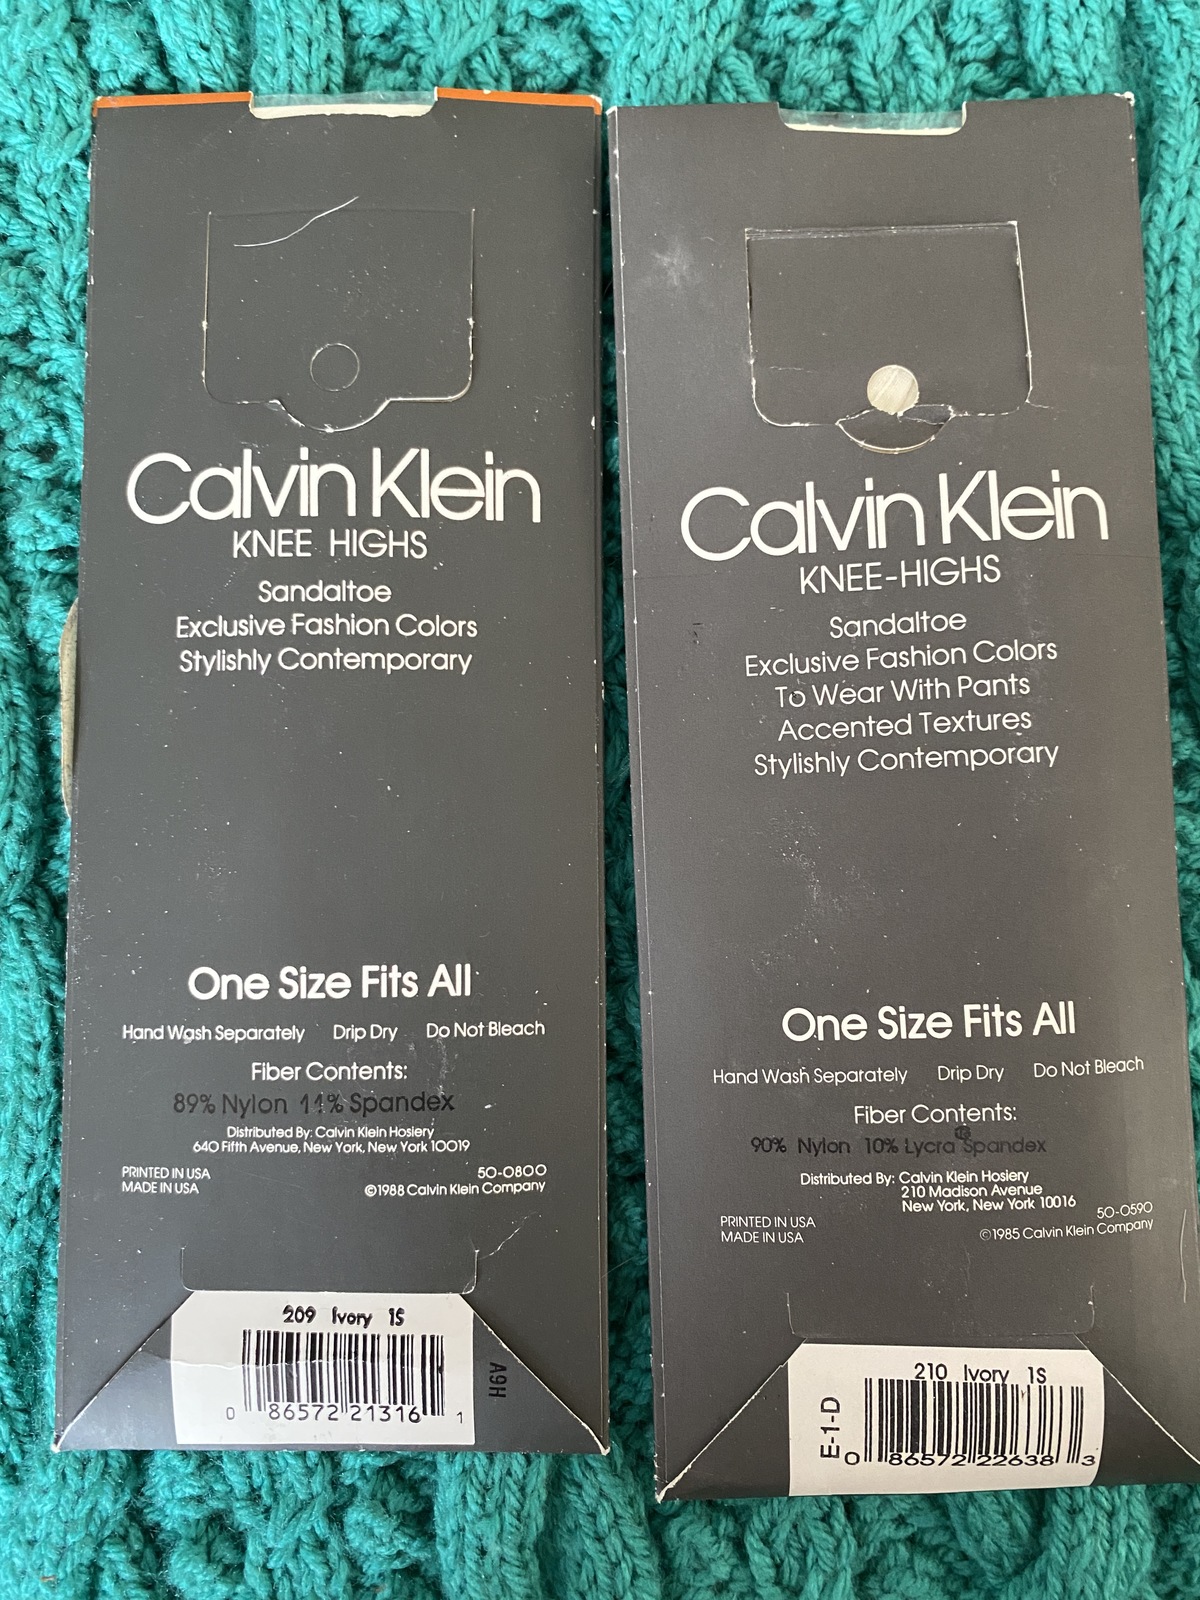 Calvin Klein
KNEE HIGHS
Sandaltoe
Exclusive Fashion Colors
Stylishly Contemporary
One Size Fits All
Hand Wash Separately Drip Dry Do Not Bleach
Fiber Contents:
89% Nylon 11% Spandex
Distributed By: Calvin Klein Hosiery
640 Fifth Avenue, New York, New York 10019
PRINTED IN USA 50-0800
MADE IN USA ©1988 Calvin Klein Company
209 Ivory 1S
A9H
0 86572 21316 1
Calvin Klein
KNEE-HIGHS
Sandaltoe
Exclusive Fashion Colors
To Wear With Pants
Accented Textures
Stylishly Contemporary
One Size Fits All
Hand Wash Separately Drip Dry Do Not Bleach
Fiber Contents:
90% Nylon 10% Lycra Spandex
Distributed By: Calvin Klein Hosiery
210 Madison Avenue
New York, New York 10016
PRINTED IN USA 50-0590
MADE IN USA ©1985 Calvin Klein Company
210 Ivory 1S
E-1-D
0 86572 22638 3